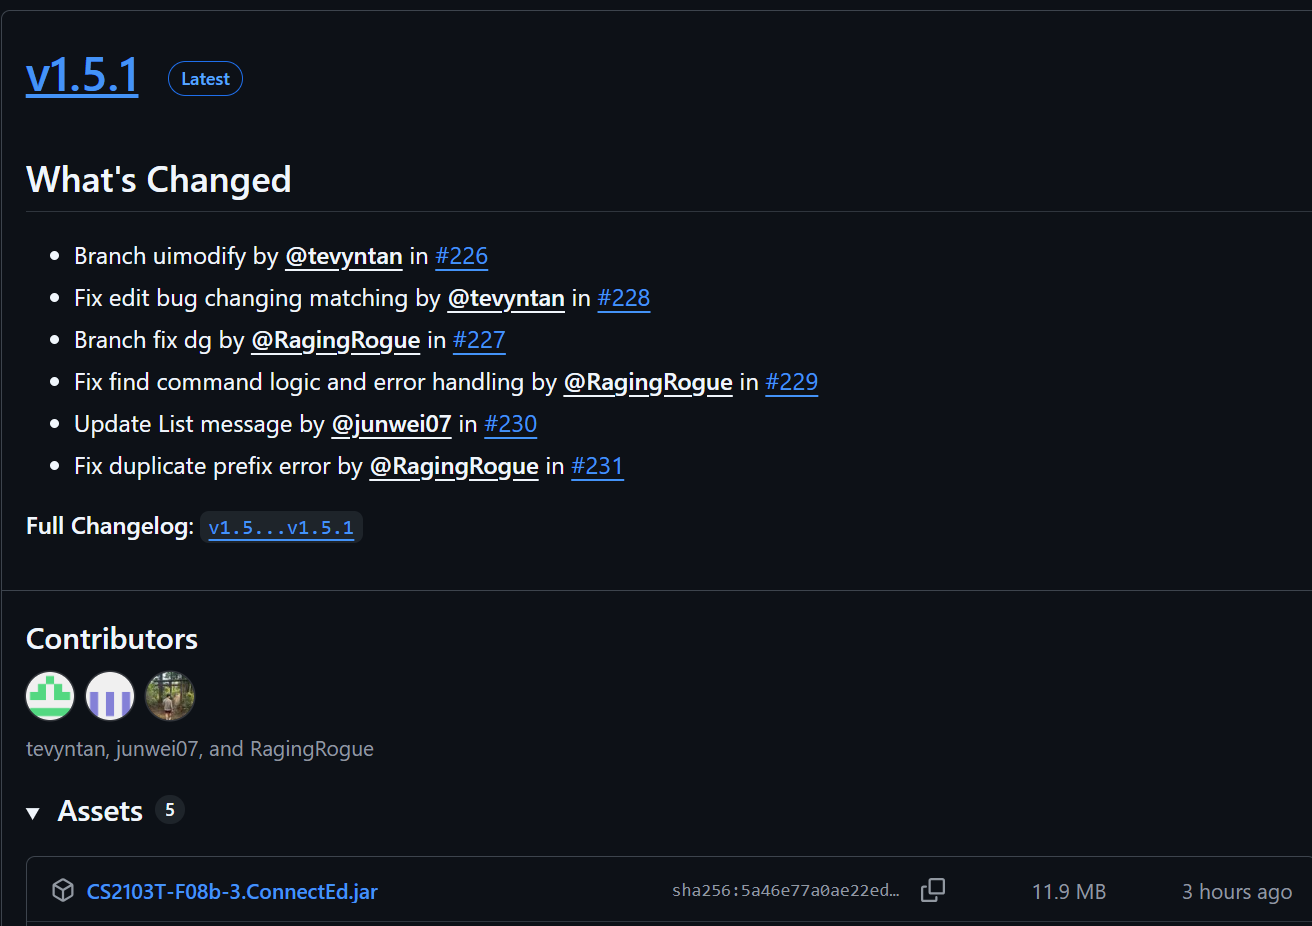 v1.5.1 Latest
What's Changed
Branch uimodify by @tevyntan in #226
Fix edit bug changing matching by @tevyntan in #228
Branch fix dg by @RagingRogue in #227
Fix find command logic and error handling by @RagingRogue in #229
Update List message by @junwei07 in #230
Fix duplicate prefix error by @RagingRogue in #231
Full Changelog: v1.5...v1.5.1
Contributors
tevyntan, junwei07, and RagingRogue
Assets 5
CS2103T-F08b-3.ConnectEd.jar sha256:5a46e77a0ae22ed… 11.9 MB 3 hours ago